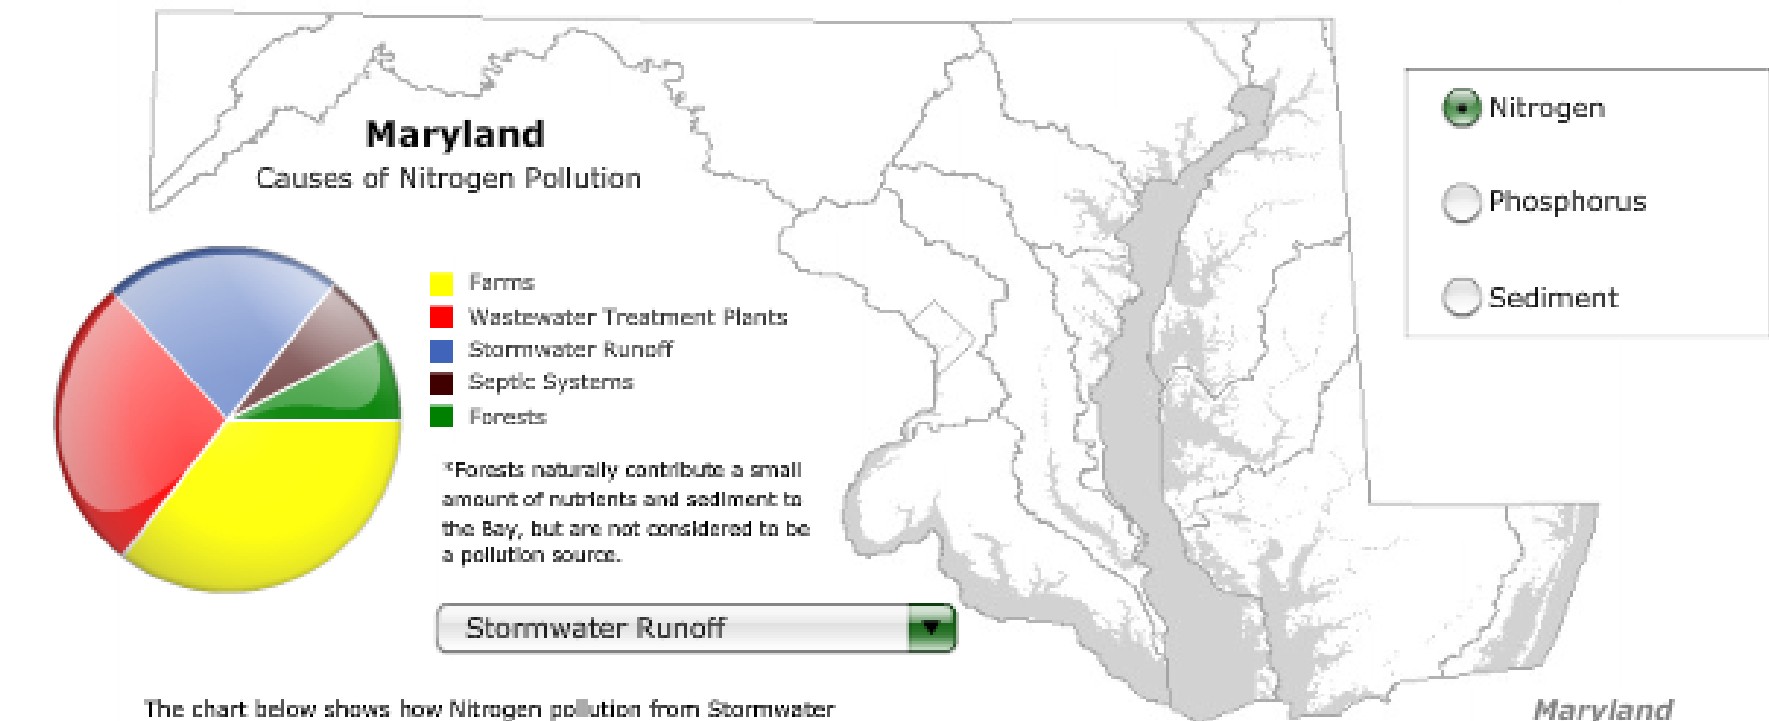 Maryland
Causes of Nitrogen Pollution
Nitrogen
Phosphorus
Sediment
Farms
Wastewater Treatment Plants
Stormwater Runoff
Septic Systems
Forests
*Forests naturally contribute a small
amount of nutrients and sediment to
the Bay, but are not considered to be
a pollution source.
Stormwater Runoff
The chart below shows how Nitrogen pollution from Stormwater
Maryland